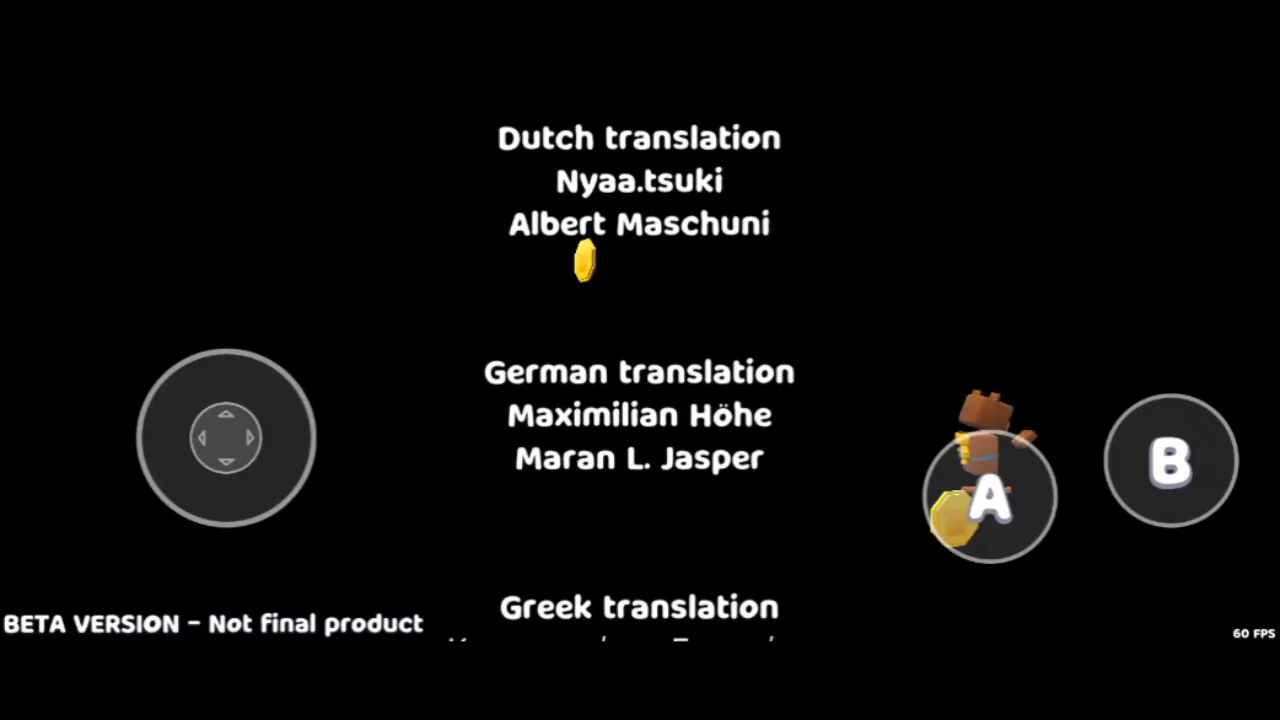 Dutch translation
Nyaa.tsuki
Albert Maschuni
German translation
Maximilian Höhe
Maran L. Jasper
A
B
Greek translation
BETA VERSION - Not final product
60 FPS